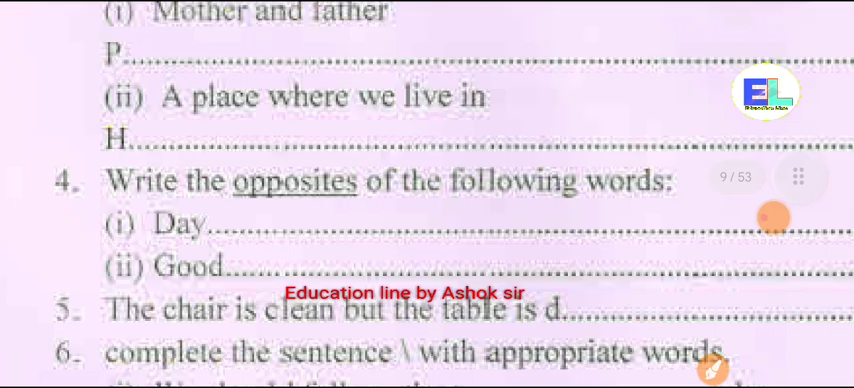 (i) Mother and father
P....................
(ii) A place where we live in
H....................
EL
4. Write the opposites of the following words:
9 / 53
(i) Day....................
(ii) Good....................
Education line by Ashok sir
5. The chair is clean but the table is d....................
6. complete the sentence \ with appropriate words.